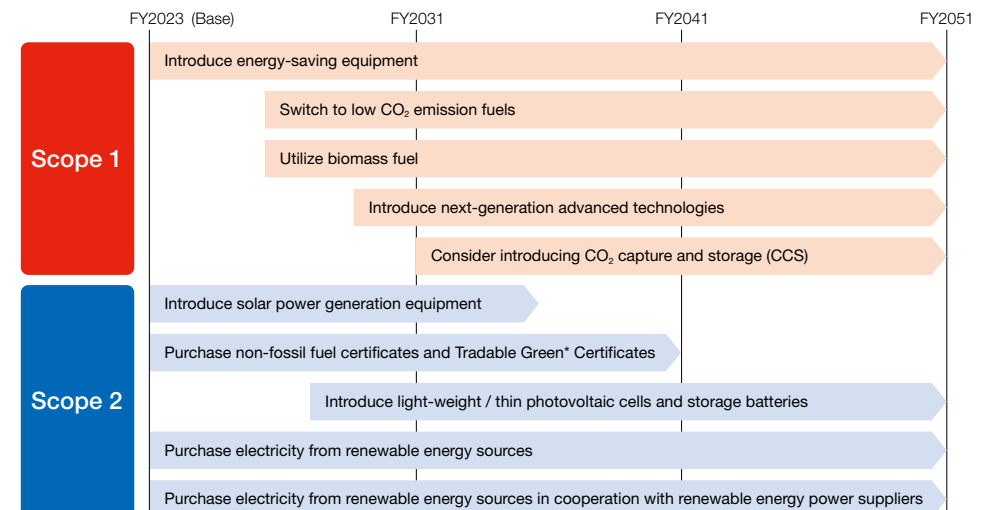 FY2023 (Base) FY2031 FY2041 FY2051
Scope 1
Introduce energy-saving equipment
Switch to low CO₂ emission fuels
Utilize biomass fuel
Introduce next-generation advanced technologies
Consider introducing CO₂ capture and storage (CCS)
Scope 2
Introduce solar power generation equipment
Purchase non-fossil fuel certificates and Tradable Green* Certificates
Introduce light-weight / thin photovoltaic cells and storage batteries
Purchase electricity from renewable energy sources
Purchase electricity from renewable energy sources in cooperation with renewable energy power suppliers